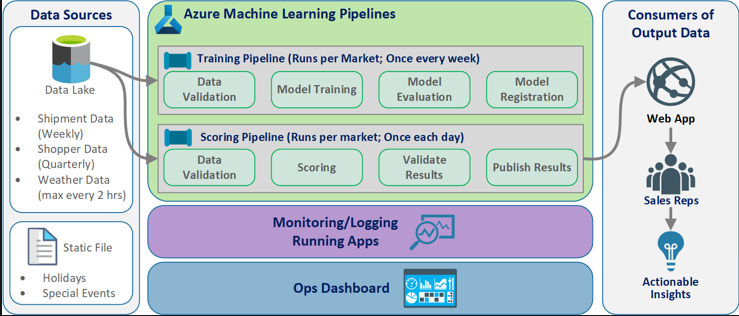 Data Sources
Data Lake
• Shipment Data
(Weekly)
• Shopper Data
(Quarterly)
• Weather Data
(max every 2 hrs)
Static File
• Holidays
• Special Events
Azure Machine Learning Pipelines
Training Pipeline (Runs per Market; Once every week)
Data
Validation
Model Training
Model
Evaluation
Model
Registration
Scoring Pipeline (Runs per market; Once each day)
Data
Validation
Scoring
Validate
Results
Publish Results
Monitoring/Logging
Running Apps
Ops Dashboard
Consumers of
Output Data
Web App
Sales Reps
Actionable
Insights